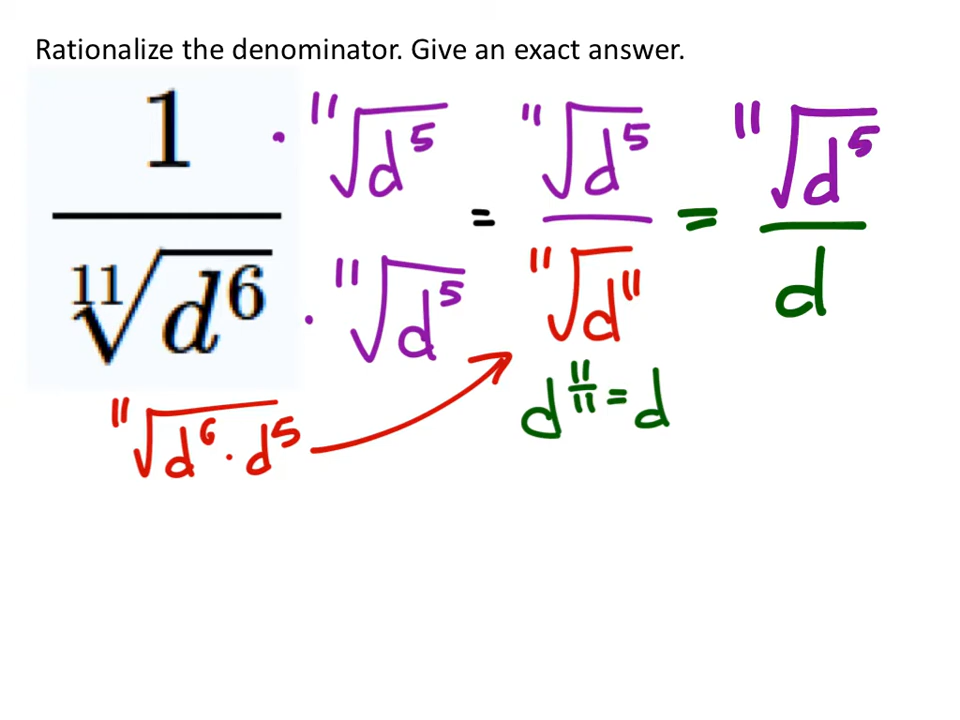 Rationalize the denominator. Give an exact answer.
1/¹¹√d⁶ · ¹¹√d⁵/¹¹√d⁵ = ¹¹√d⁵/¹¹√d¹¹ = ¹¹√d⁵/d
¹¹√d⁶ · d⁵
d^(11/11) = d